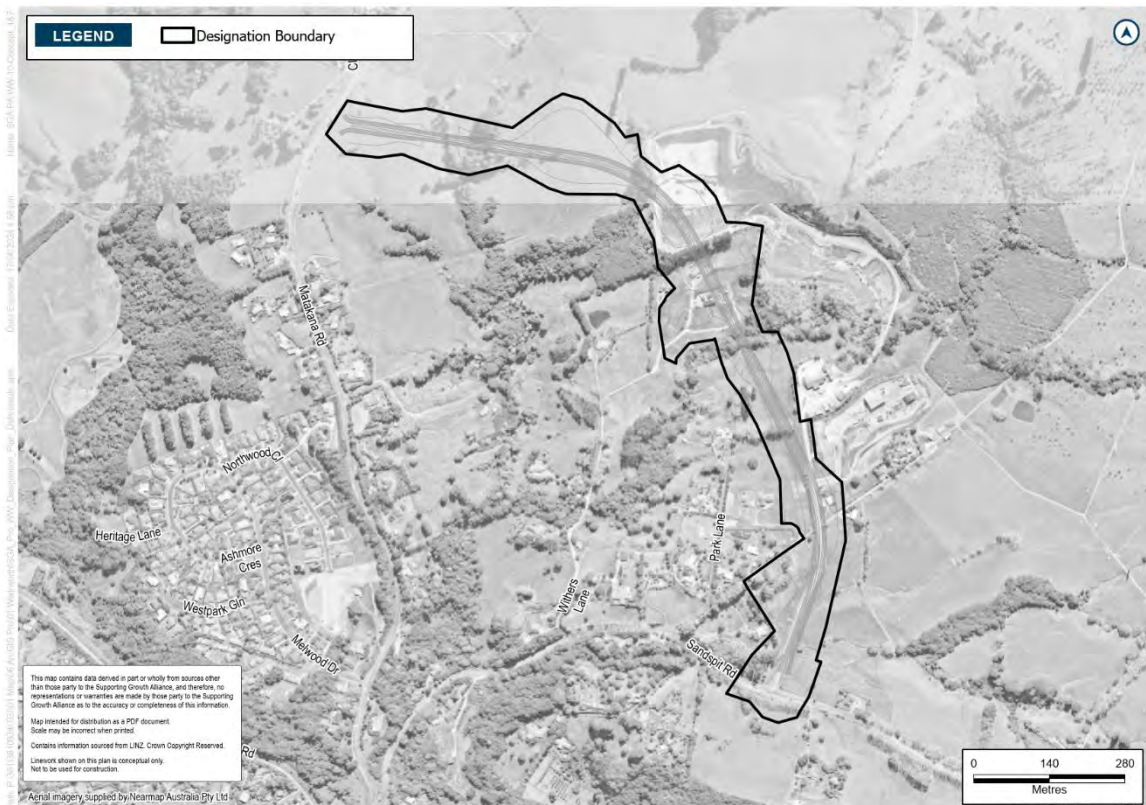 LEGEND
Designation Boundary
Matakana Rd
Northwood Cl
Heritage Lane
Ashmore
Cres
Westpark Gln
Melwood Dr
Withers
Lane
Park Lane
Sandspit Rd
Rd
This map contains data derived in part or wholly from sources other
than those party to the Supporting Growth Alliance, and therefore, no
representations or warranties are made by those party to the Supporting
Growth Alliance as to the accuracy or completeness of this information.
Map intended for distribution as a PDF document.
Scale may be incorrect when printed.
Contains information sourced from LINZ. Crown Copyright Reserved.
Linework shown on this plan is conceptual only.
Not to be used for construction.
Aerial imagery supplied by Nearmap Australia Pty Ltd
0 140 280
Metres